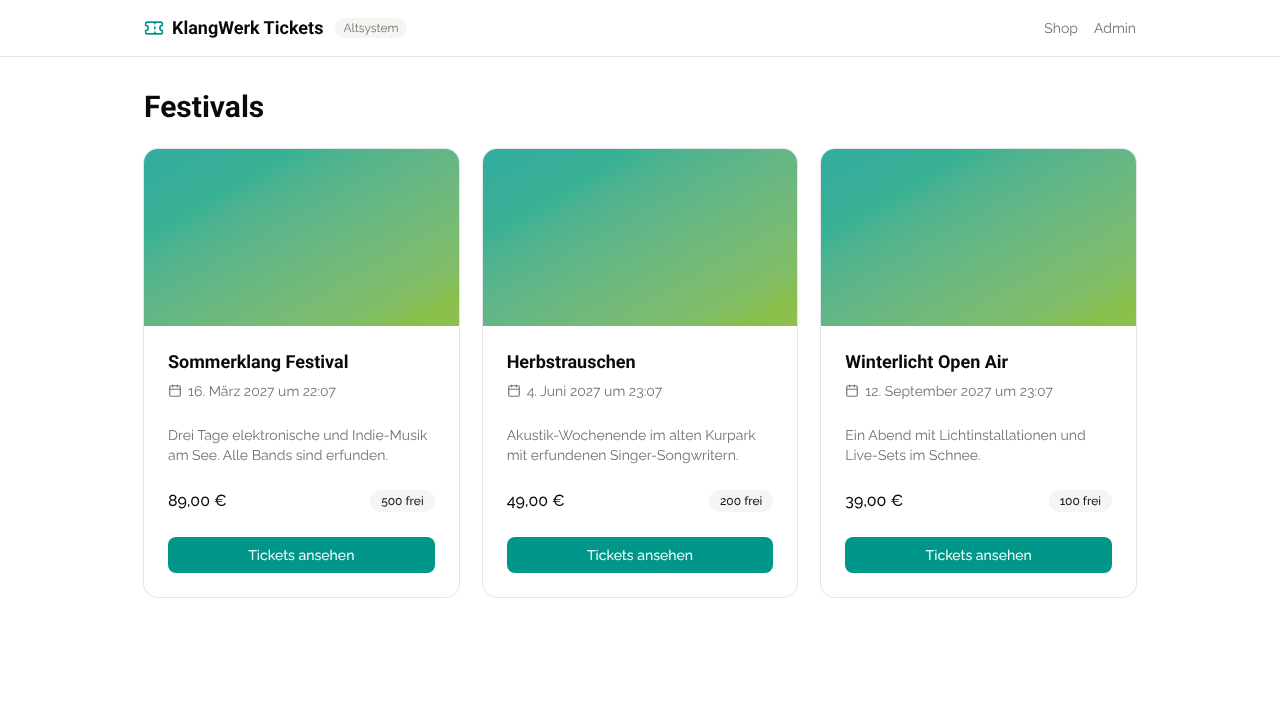 KlangWerk Tickets Altsystem Shop Admin
Festivals
Sommerklang Festival
16. März 2027 um 22:07
Drei Tage elektronische und Indie-Musik
am See. Alle Bands sind erfunden.
89,00 € 500 frei
Tickets ansehen
Herbstrauschen
4. Juni 2027 um 23:07
Akustik-Wochenende im alten Kurpark
mit erfundenen Singer-Songwritern.
49,00 € 200 frei
Tickets ansehen
Winterlicht Open Air
12. September 2027 um 23:07
Ein Abend mit Lichtinstallationen und
Live-Sets im Schnee.
39,00 € 100 frei
Tickets ansehen